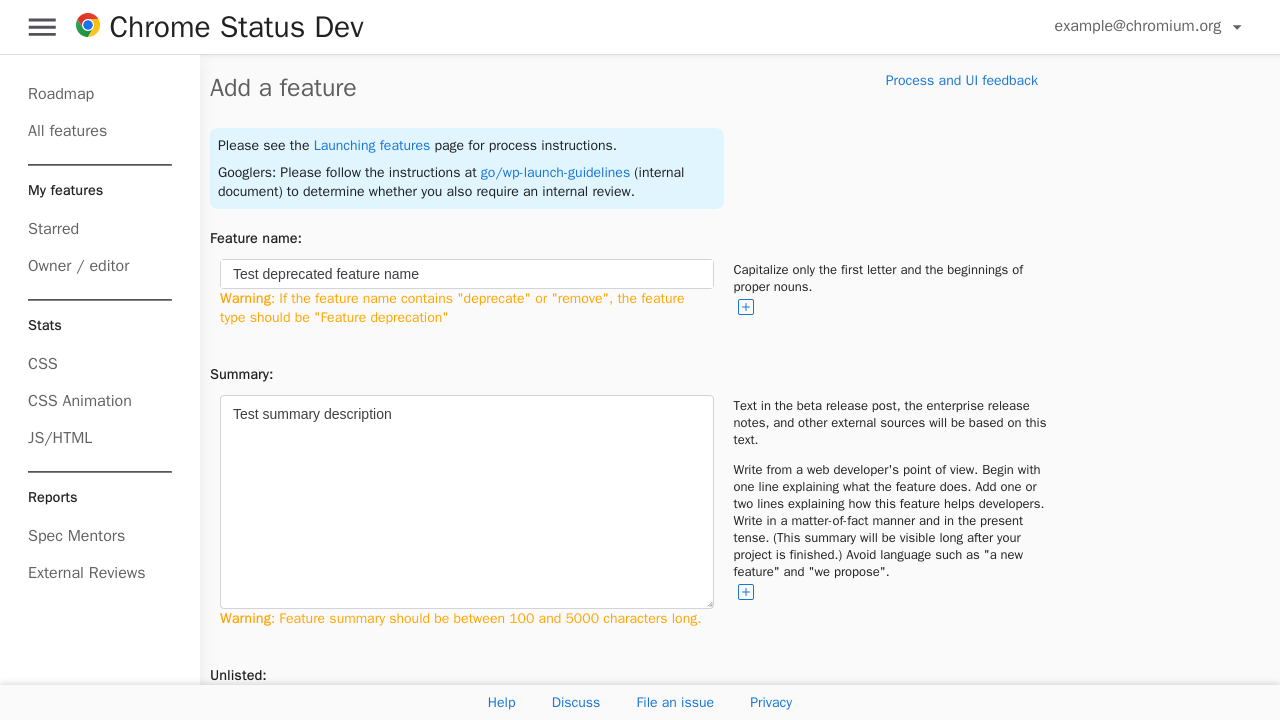 Chrome Status Dev
example@chromium.org
Roadmap
All features
My features
Starred
Owner / editor
Stats
CSS
CSS Animation
JS/HTML
Reports
Spec Mentors
External Reviews
Add a feature
Process and UI feedback
Please see the Launching features page for process instructions.
Googlers: Please follow the instructions at go/wp-launch-guidelines (internal
document) to determine whether you also require an internal review.
Feature name:
Test deprecated feature name
Warning: If the feature name contains "deprecate" or "remove", the feature
type should be "Feature deprecation"
Capitalize only the first letter and the beginnings of
proper nouns.
Summary:
Test summary description
Warning: Feature summary should be between 100 and 5000 characters long.
Text in the beta release post, the enterprise release
notes, and other external sources will be based on this
text.
Write from a web developer's point of view. Begin with
one line explaining what the feature does. Add one or
two lines explaining how this feature helps developers.
Write in a matter-of-fact manner and in the present
tense. (This summary will be visible long after your
project is finished.) Avoid language such as "a new
feature" and "we propose".
Unlisted:
Help
Discuss
File an issue
Privacy